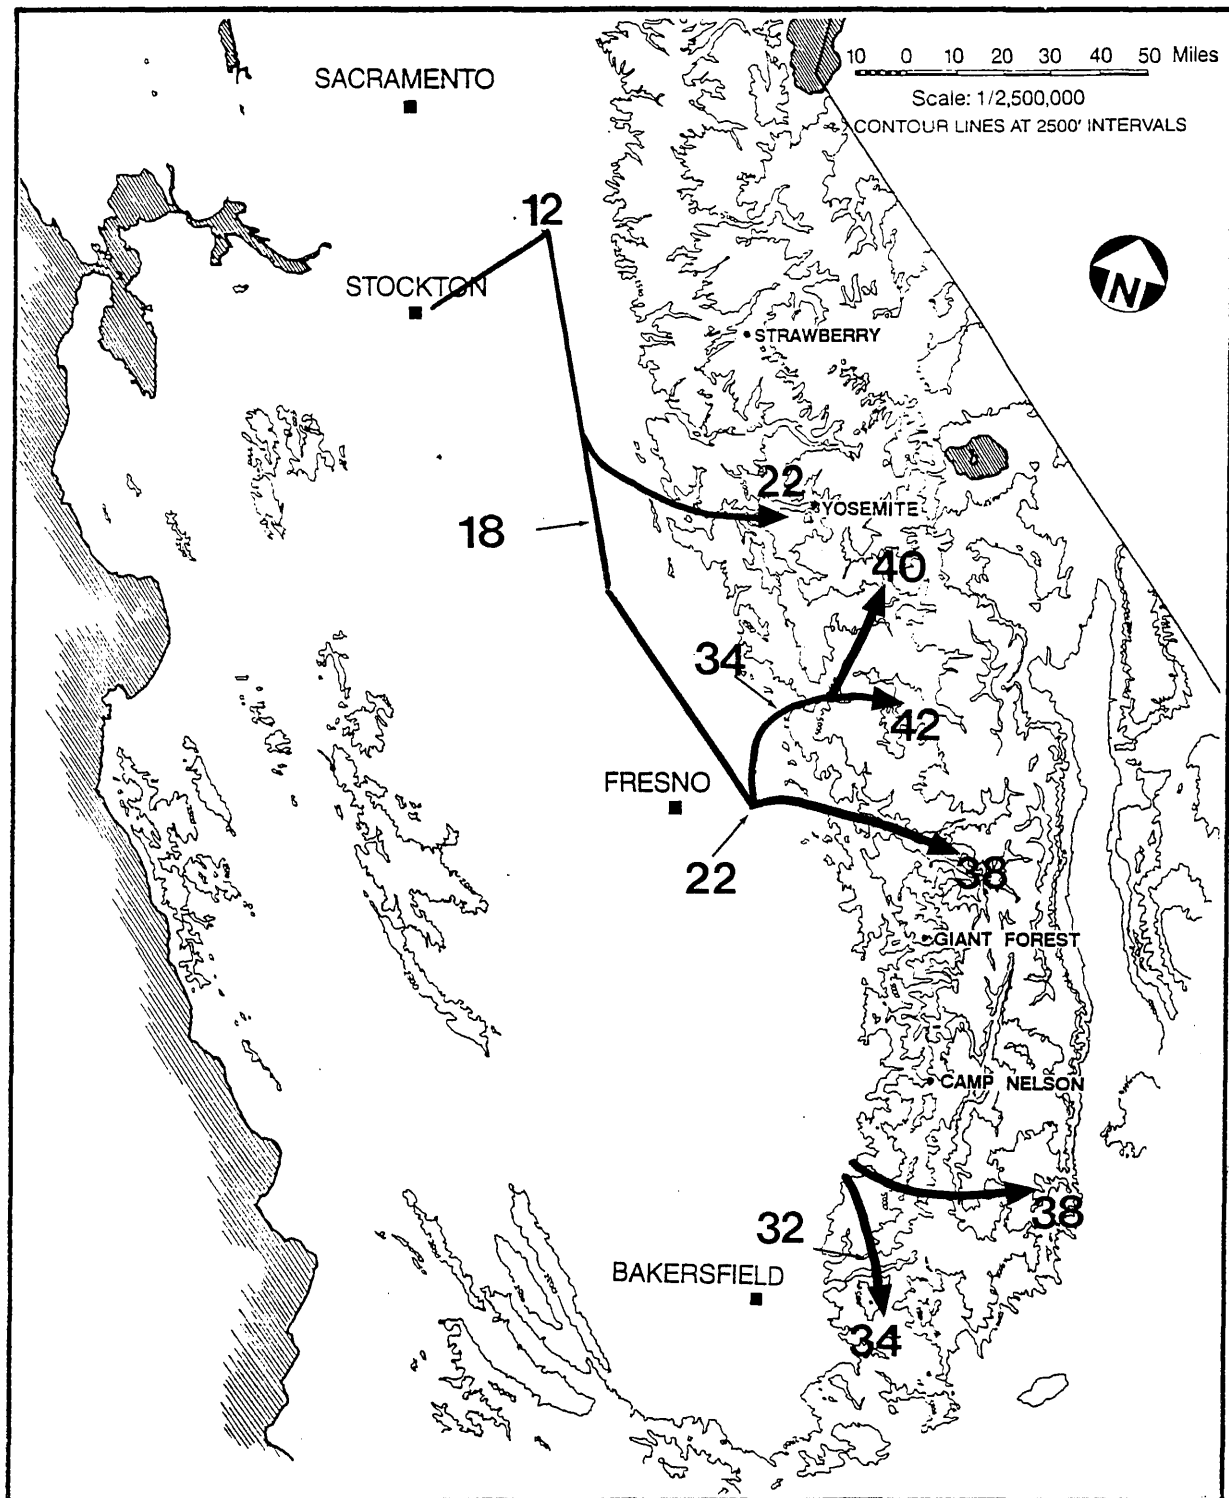 10 0 10 20 30 40 50 Miles
SACRAMENTO
Scale: 1/2,500,000
CONTOUR LINES AT 2500' INTERVALS
12
N
STOCKTON
STRAWBERRY
22
YOSEMITE
18
40
34
42
FRESNO
22
38
GIANT FOREST
CAMP NELSON
38
32
BAKERSFIELD
34